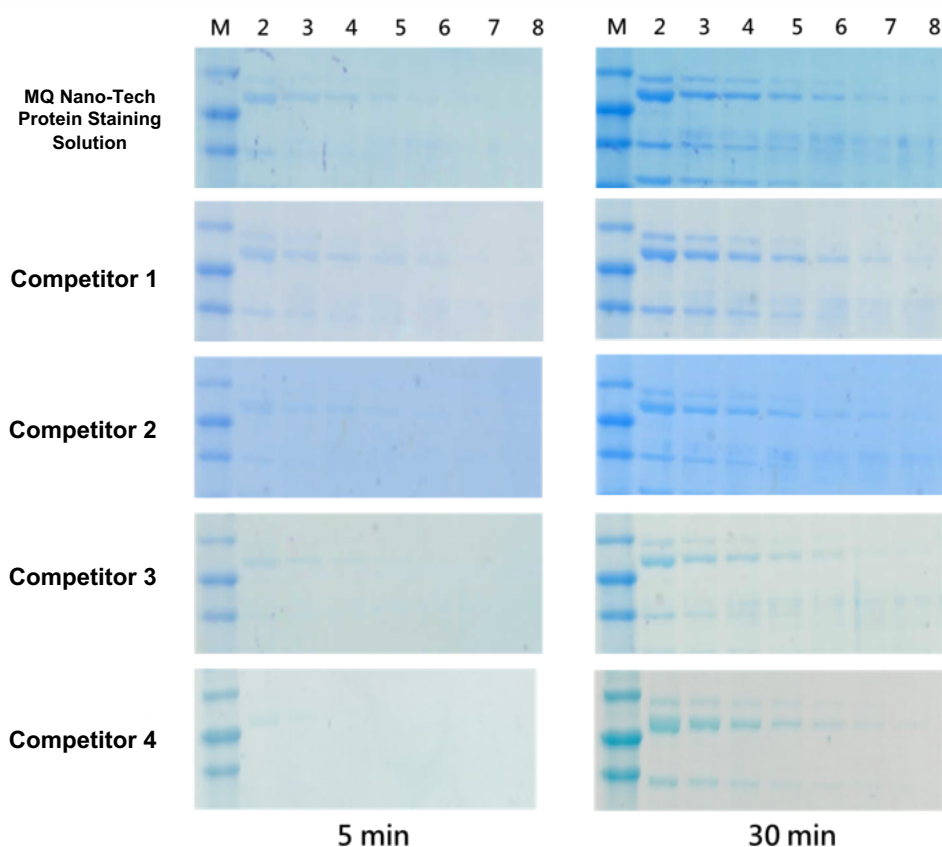 M 2 3 4 5 6 7 8
M 2 3 4 5 6 7 8
MQ Nano-Tech
Protein Staining
Solution
Competitor 1
Competitor 2
Competitor 3
Competitor 4
5 min
30 min